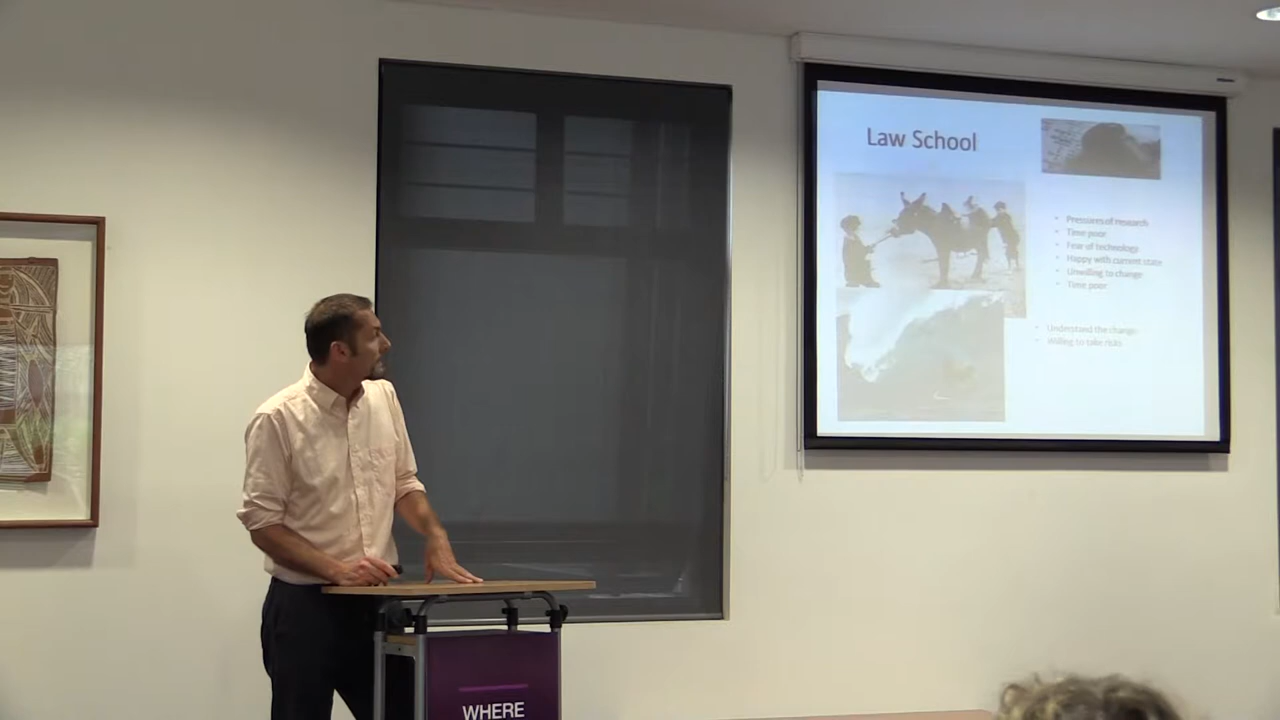 Law School
Pressures of research
Time poor
Fear of technology
Happy with current state
Unwilling to change
Time poor
Understand the change
Willing to take risks
WHERE